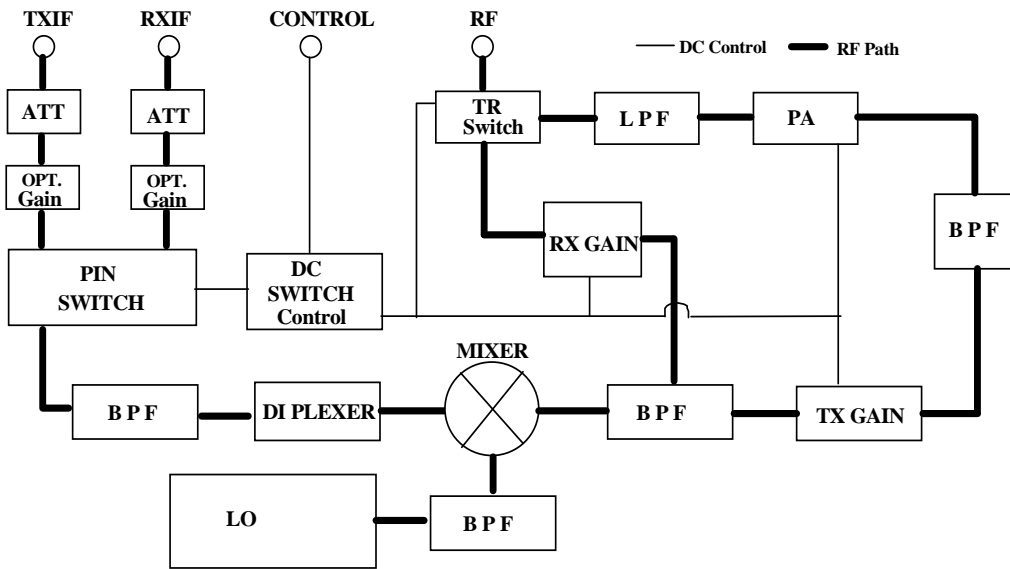 TXIF RXIF CONTROL RF
DC Control RF Path
ATT ATT TR
Switch L P F PA
OPT.
Gain OPT.
Gain
RX GAIN B P F
PIN
SWITCH DC
SWITCH
Control
MIXER
B P F DI PLEXER B P F TX GAIN
LO B P F